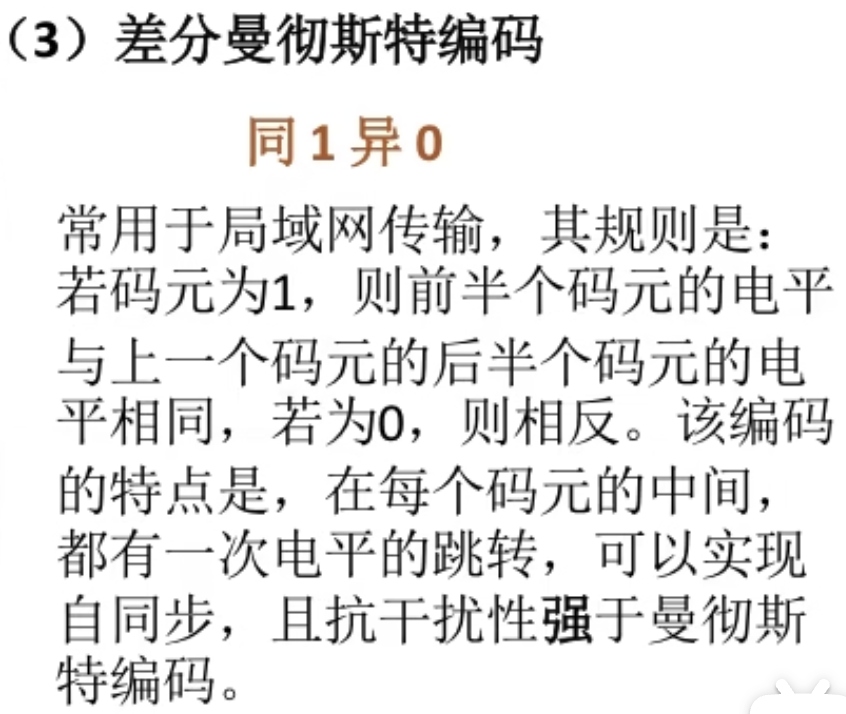 （3）差分曼彻斯特编码
同1异0
常用于局域网传输，其规则是：
若码元为1，则前半个码元的电平
与上一个码元的后半个码元的电
平相同，若为0，则相反。该编码
的特点是，在每个码元的中间，
都有一次电平的跳转，可以实现
自同步，且抗干扰性强于曼彻斯
特编码。